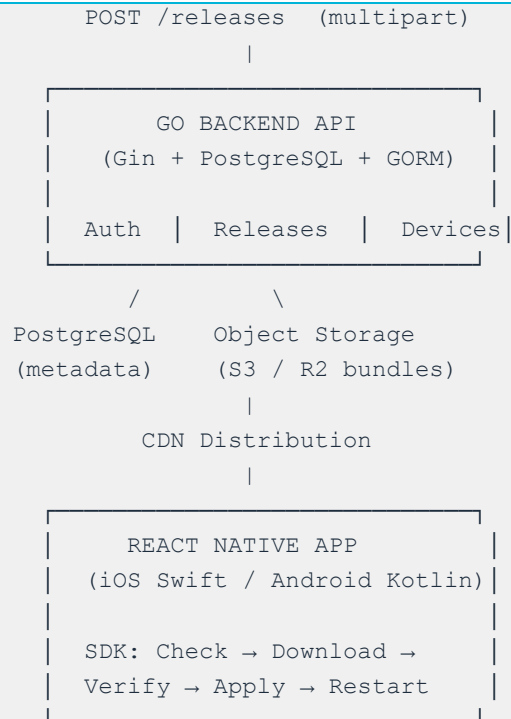 POST /releases (multipart)
GO BACKEND API
(Gin + PostgreSQL + GORM)
Auth | Releases | Devices
PostgreSQL Object Storage
(metadata) (S3 / R2 bundles)
CDN Distribution
REACT NATIVE APP
(iOS Swift / Android Kotlin)
SDK: Check → Download →
Verify → Apply → Restart